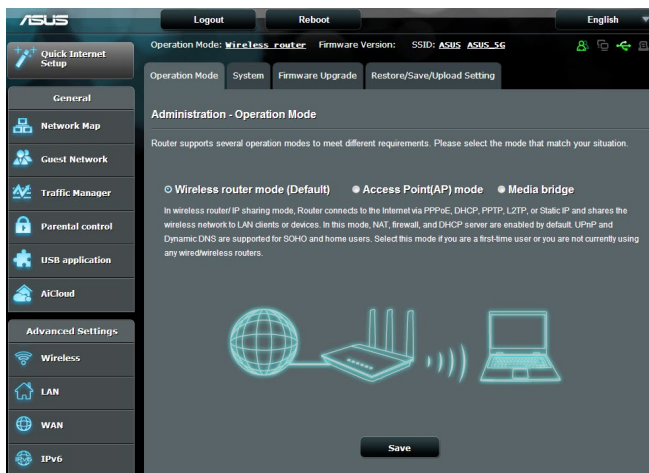 ASUS
Logout
Reboot
English
Quick Internet
Setup
Operation Mode: Wireless router Firmware Version: SSID: ASUS ASUS_5G
Operation Mode
System
Firmware Upgrade
Restore/Save/Upload Setting
General
Network Map
Guest Network
Traffic Manager
Parental control
USB application
AiCloud
Advanced Settings
Wireless
LAN
WAN
IPv6
Administration - Operation Mode
Router supports several operation modes to meet different requirements. Please select the mode that match your situation.
Wireless router mode (Default)
Access Point(AP) mode
Media bridge
In wireless router/ IP sharing mode, Router connects to the Internet via PPPoE, DHCP, PPTP, L2TP, or Static IP and shares the
wireless network to LAN clients or devices. In this mode, NAT, firewall, and DHCP server are enabled by default. UPnP and
Dynamic DNS are supported for SOHO and home users. Select this mode if you are a first-time user or you are not currently using
any wired/wireless routers.
Save